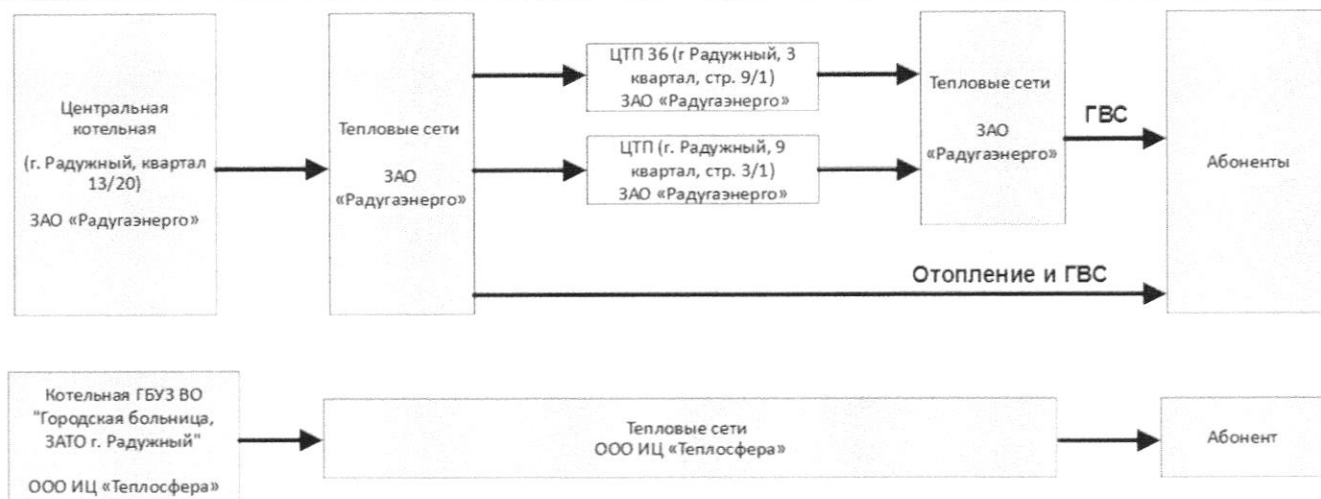 Центральная
котельная
(г. Радужный, квартал
13/20)
ЗАО «Радугаэнерго»
Тепловые сети
ЗАО
«Радугаэнерго»
ЦТП 36 (г Радужный, 3
квартал, стр. 9/1)
ЗАО «Радугаэнерго»
ЦТП (г. Радужный, 9
квартал, стр. 3/1)
ЗАО «Радугаэнерго»
Тепловые сети
ЗАО
«Радугаэнерго»
ГВС
Абоненты
Отопление и ГВС
Котельная ГБУЗ ВО
"Городская больница,
ЗАТО г. Радужный"
ООО ИЦ «Теплосфера»
Тепловые сети
ООО ИЦ «Теплосфера»
Абонент